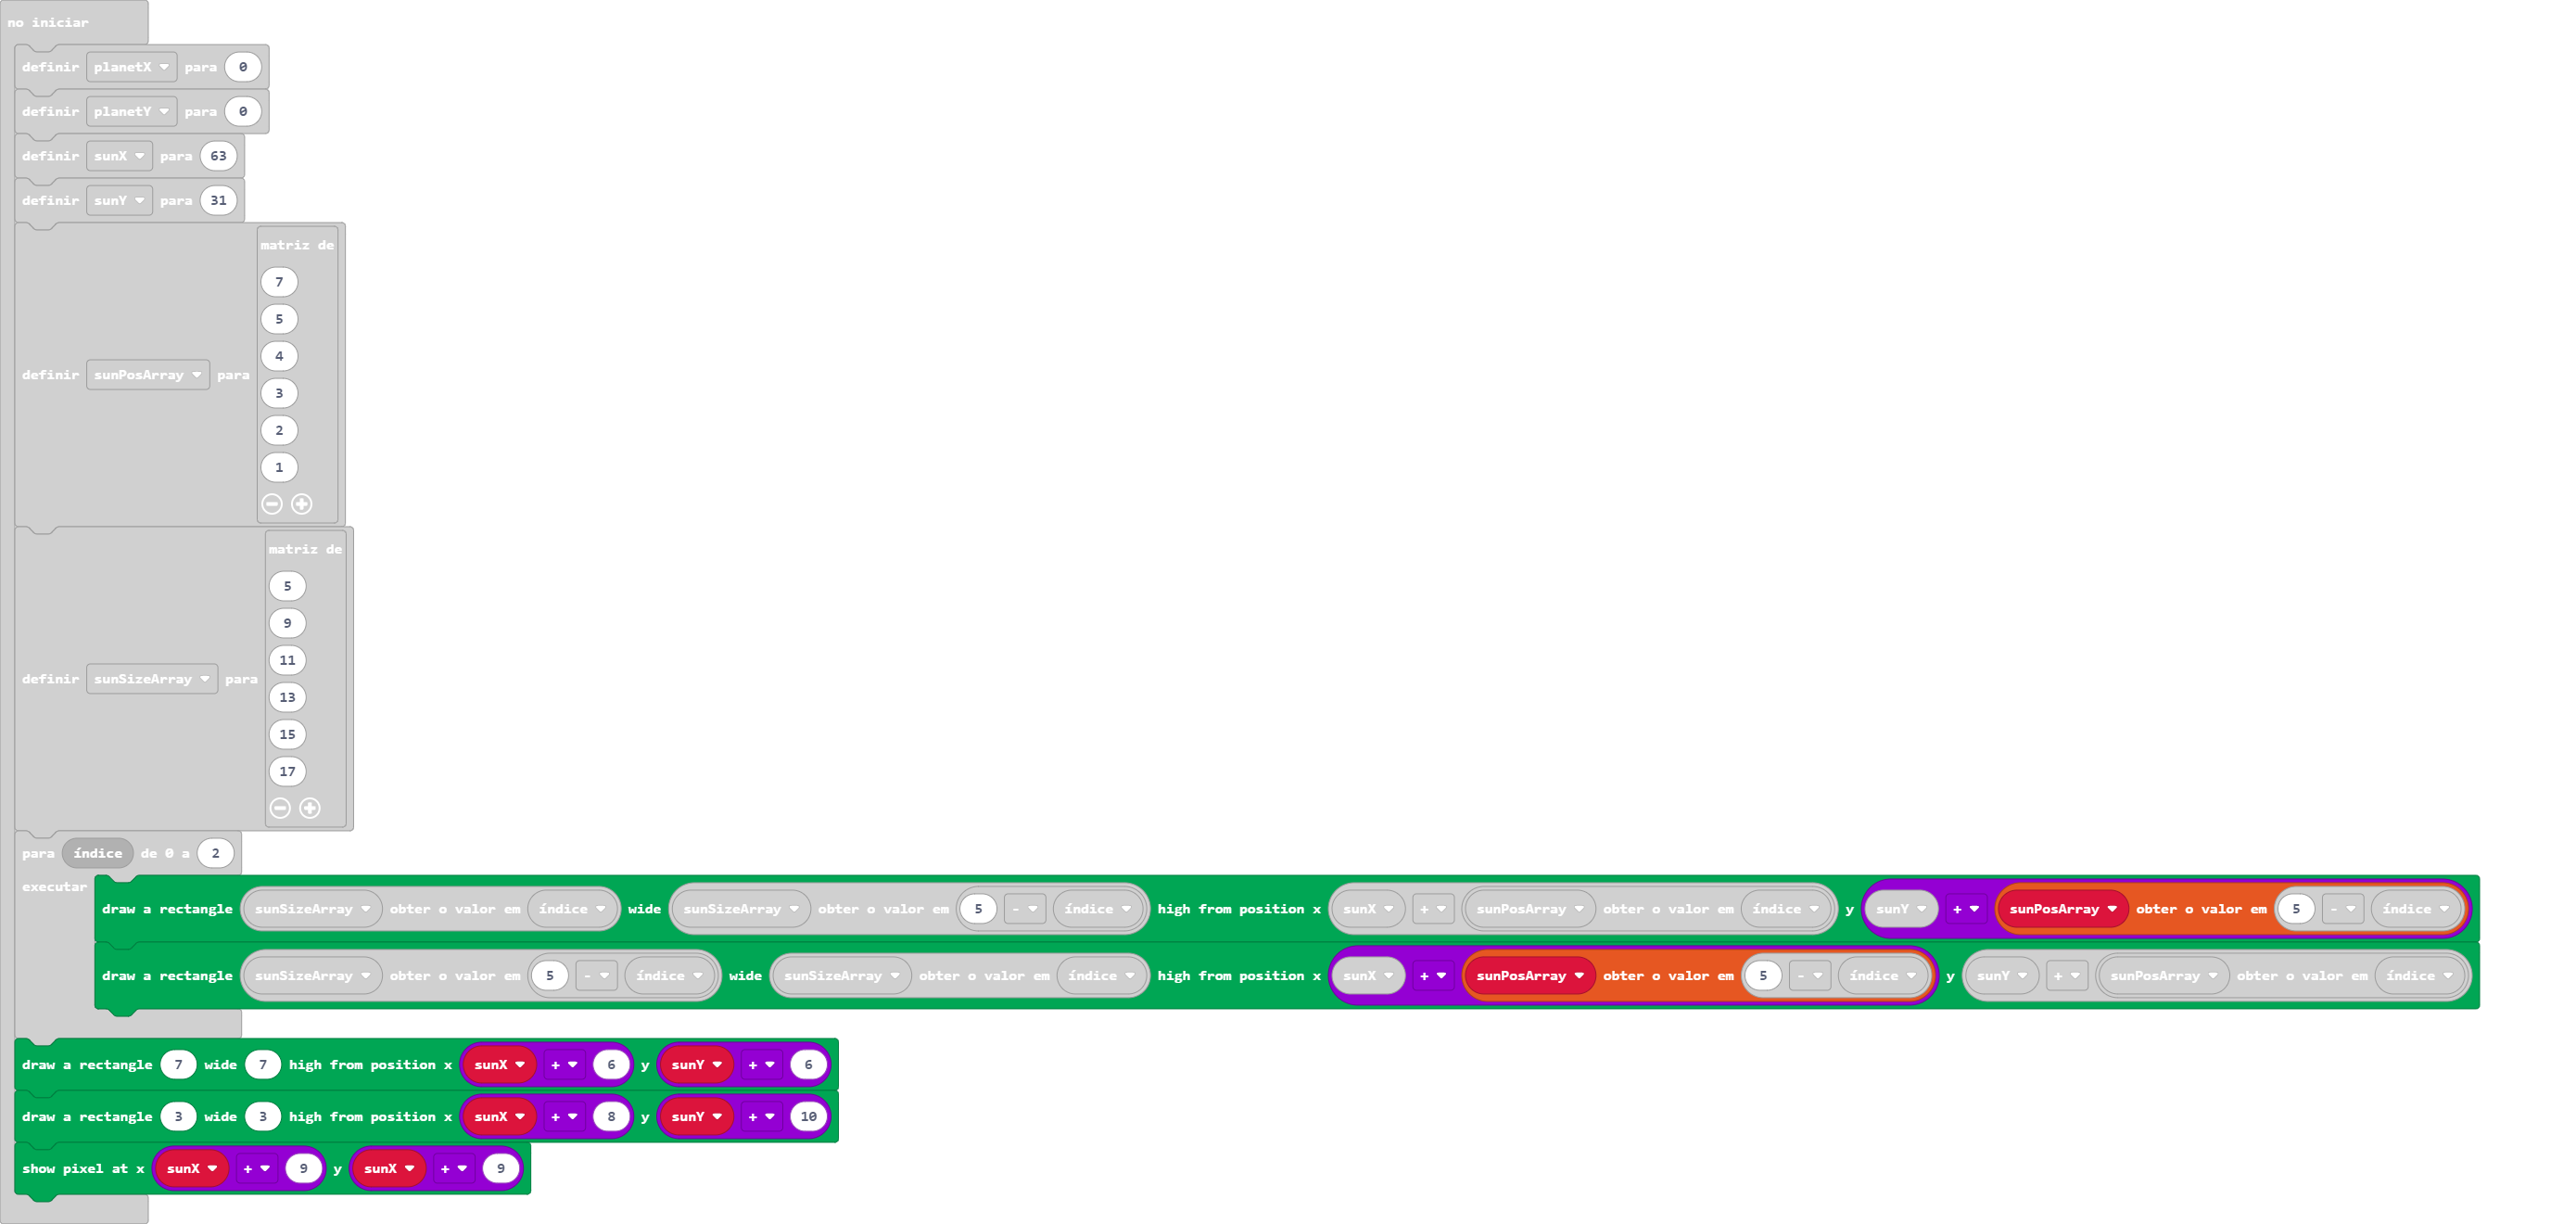 no iniciar
definir planetX para 0
definir planetY para 0
definir sunX para 63
definir sunY para 31
matriz de
7
5
4
3
definir sunPosArray para
2
1
matriz de
5
9
11
definir sunSizeArray para
13
15
17
para índice de 0 a 2
executar
draw a rectangle sunSizeArray obter o valor em índice wide sunSizeArray obter o valor em 5 - índice high from position x sunX + sunPosArray obter o valor em índice y sunY + sunPosArray obter o valor em 5 - índice
draw a rectangle sunSizeArray obter o valor em 5 - índice wide sunSizeArray obter o valor em índice high from position x sunX + sunPosArray obter o valor em 5 - índice y sunY + sunPosArray obter o valor em índice
draw a rectangle 7 wide 7 high from position x sunX + 6 y sunY + 6
draw a rectangle 3 wide 3 high from position x sunX + 8 y sunY + 10
show pixel at x sunX + 9 y sunX + 9